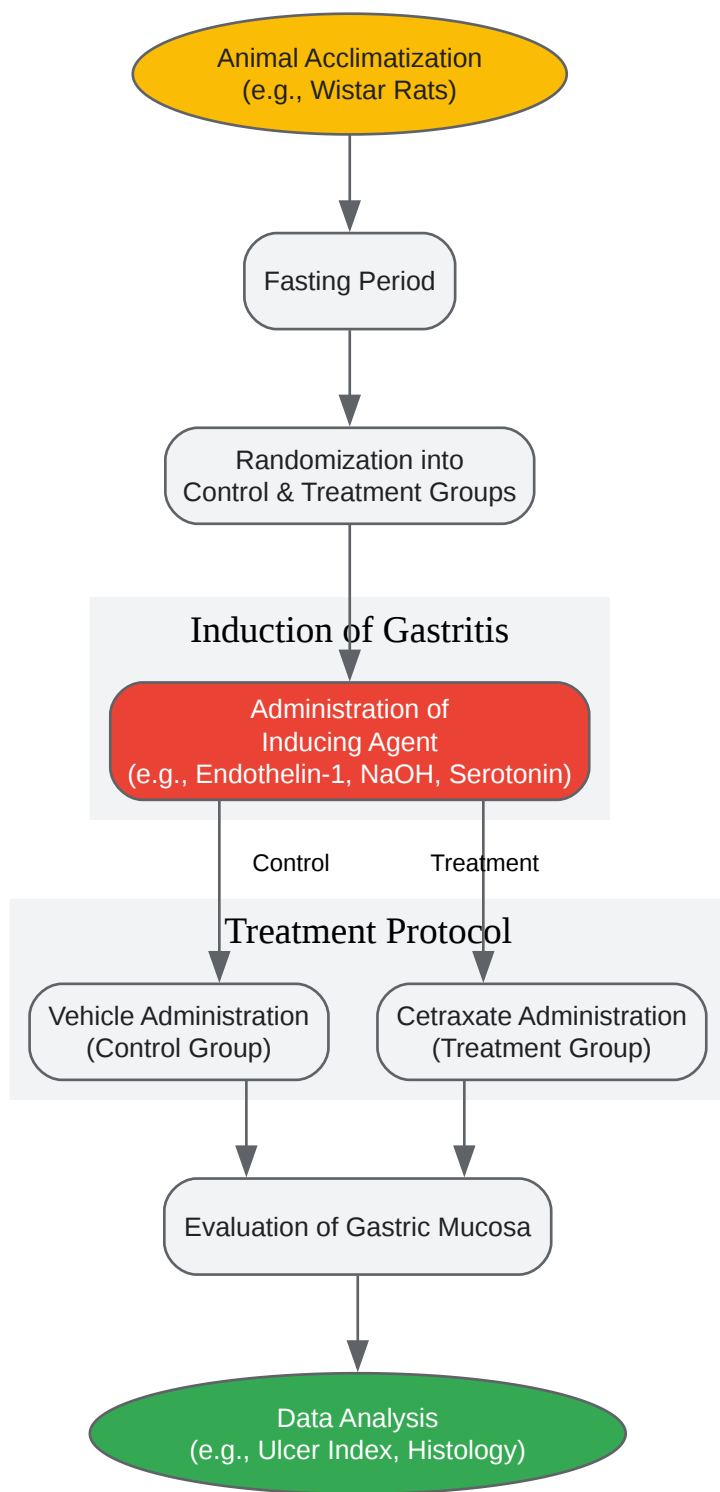 Animal Acclimatization
(e.g., Wistar Rats)
Fasting Period
Randomization into
Control & Treatment Groups
Induction of Gastritis
Administration of
Inducing Agent
(e.g., Endothelin-1, NaOH, Serotonin)
Control
Treatment
Treatment Protocol
Vehicle Administration
(Control Group)
Cetraxate Administration
(Treatment Group)
Evaluation of Gastric Mucosa
Data Analysis
(e.g., Ulcer Index, Histology)